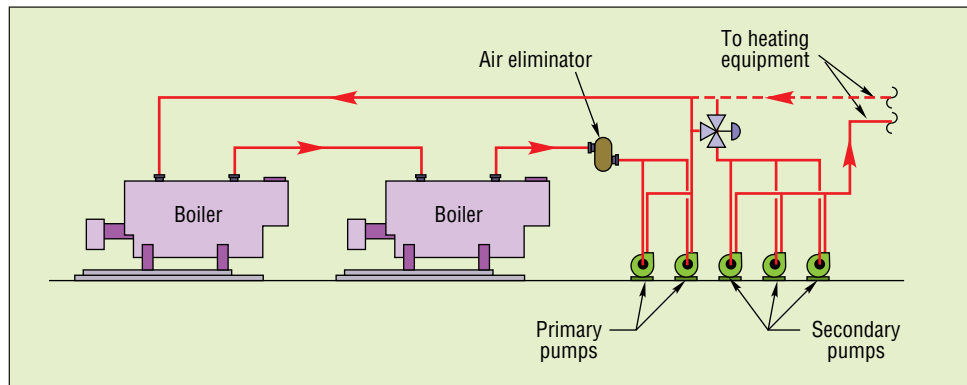 To heating
equipment
Air eliminator
Boiler
Boiler
Primary
pumps
Secondary
pumps